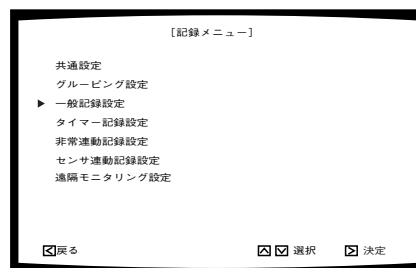 [記録メニュー]
共通設定
グルーピング設定
▶ 一般記録設定
タイマー記録設定
非常連動記録設定
センサ連動記録設定
遠隔モニタリング設定
戻る 選択 決定